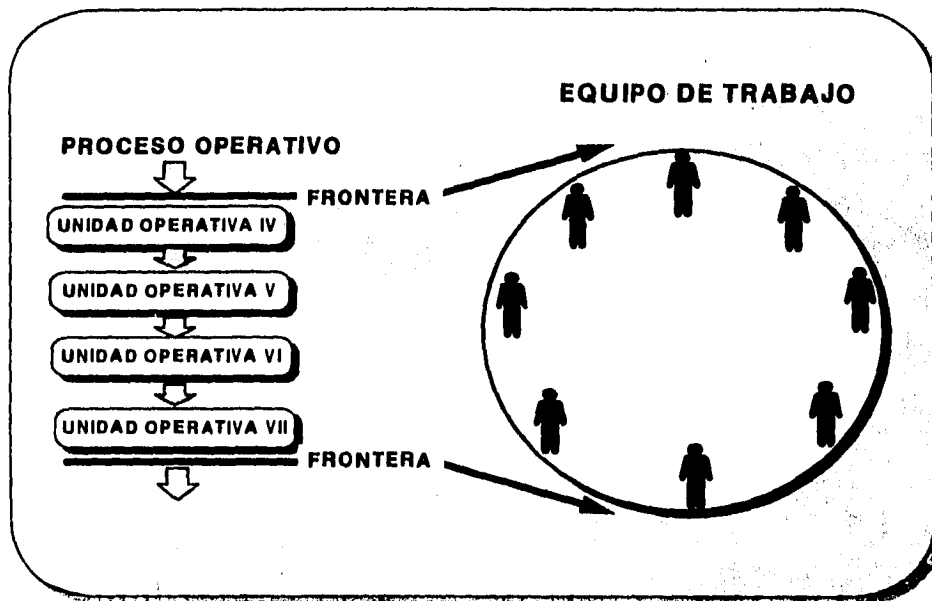 EQUIPO DE TRABAJO
PROCESO OPERATIVO
FRONTERA
UNIDAD OPERATIVA IV
UNIDAD OPERATIVA V
UNIDAD OPERATIVA VI
UNIDAD OPERATIVA VII
FRONTERA